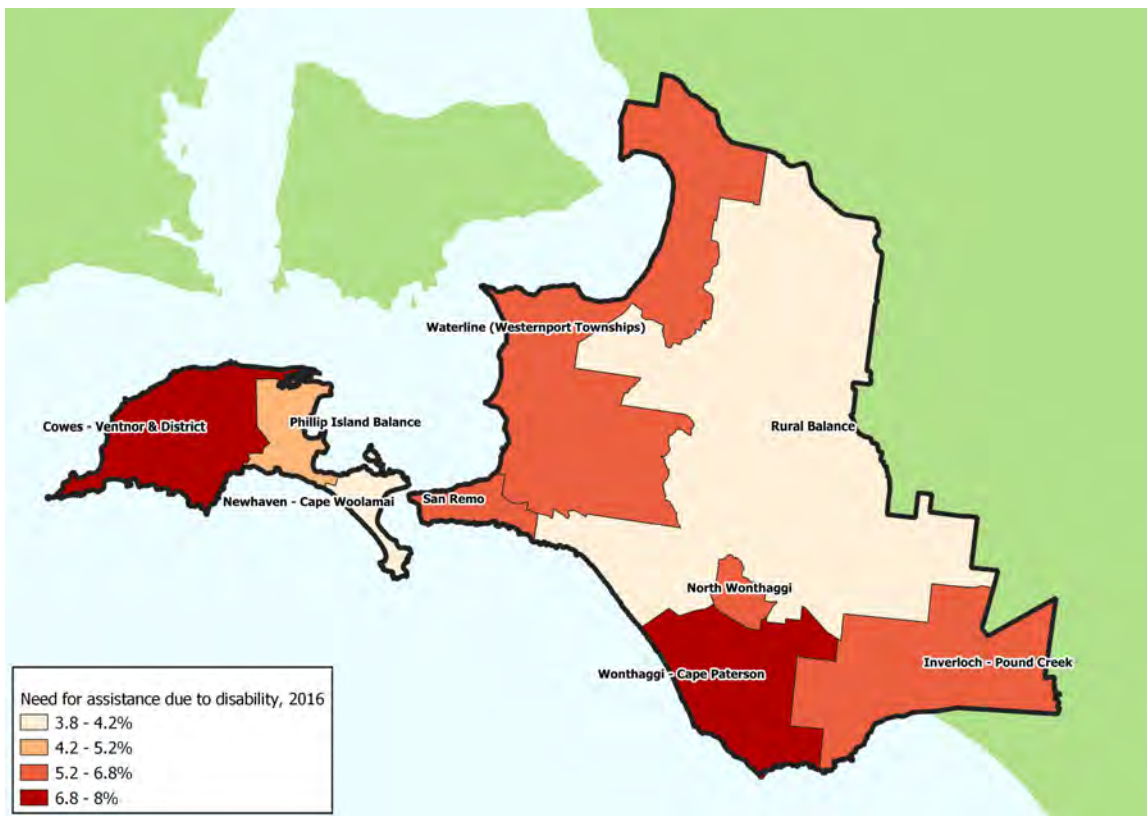 Waterline (Westernport Townships)
Cowes - Ventnor & District
Phillip Island Balance
Rural Balance
Newhaven - Cape Woolamai
San Remo
North Wonthaggi
Wonthaggi - Cape Paterson
Inverloch - Pound Creek
Need for assistance due to disability, 2016
3.8 - 4.2%
4.2 - 5.2%
5.2 - 6.8%
6.8 - 8%